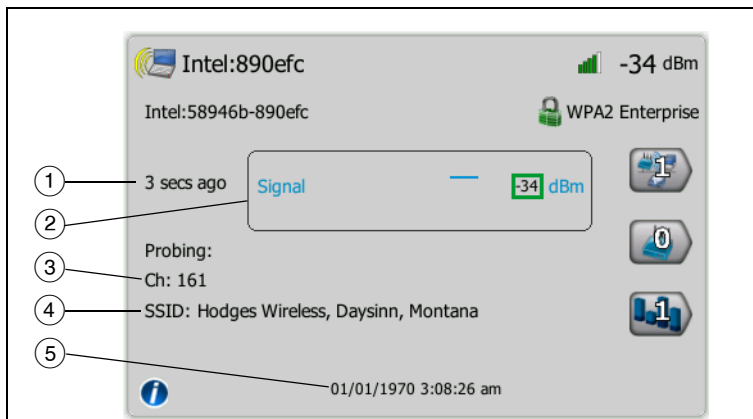 Intel:890efc -34 dBm
Intel:58946b-890efc WPA2 Enterprise
1 3 secs ago Signal -34 dBm 1
2
Probing: 0
3 Ch: 161
4 SSID: Hodges Wireless, Daysinn, Montana 1
5
01/01/1970 3:08:26 am
i